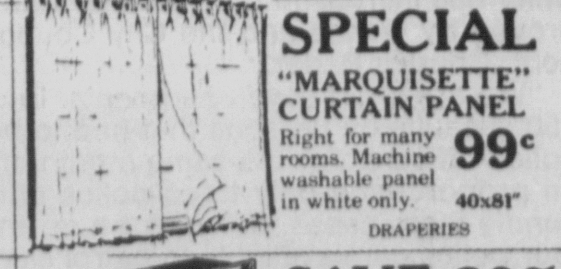 SPECIAL
“MARQUISETTE”
CURTAIN PANEL
Right for many
rooms. Machine
washable panel
in white only.
99c
40x81"
DRAPERIES